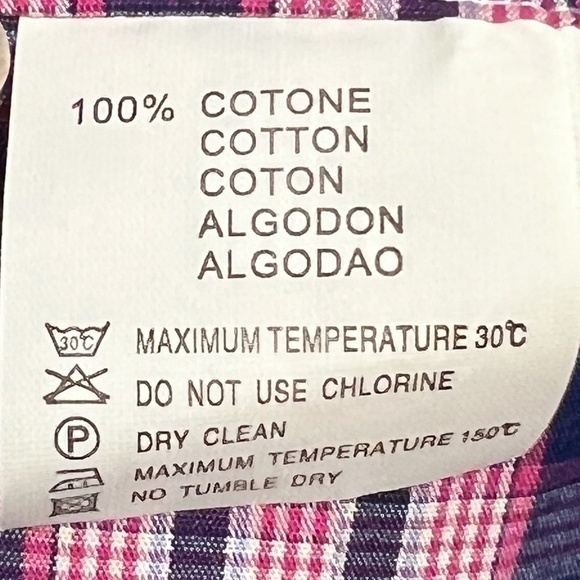 100% COTONE
COTTON
COTON
ALGODON
ALGODAO
30°C MAXIMUM TEMPERATURE 30°C
DO NOT USE CHLORINE
P DRY CLEAN
MAXIMUM TEMPERATURE 150°C
NO TUMBLE DRY